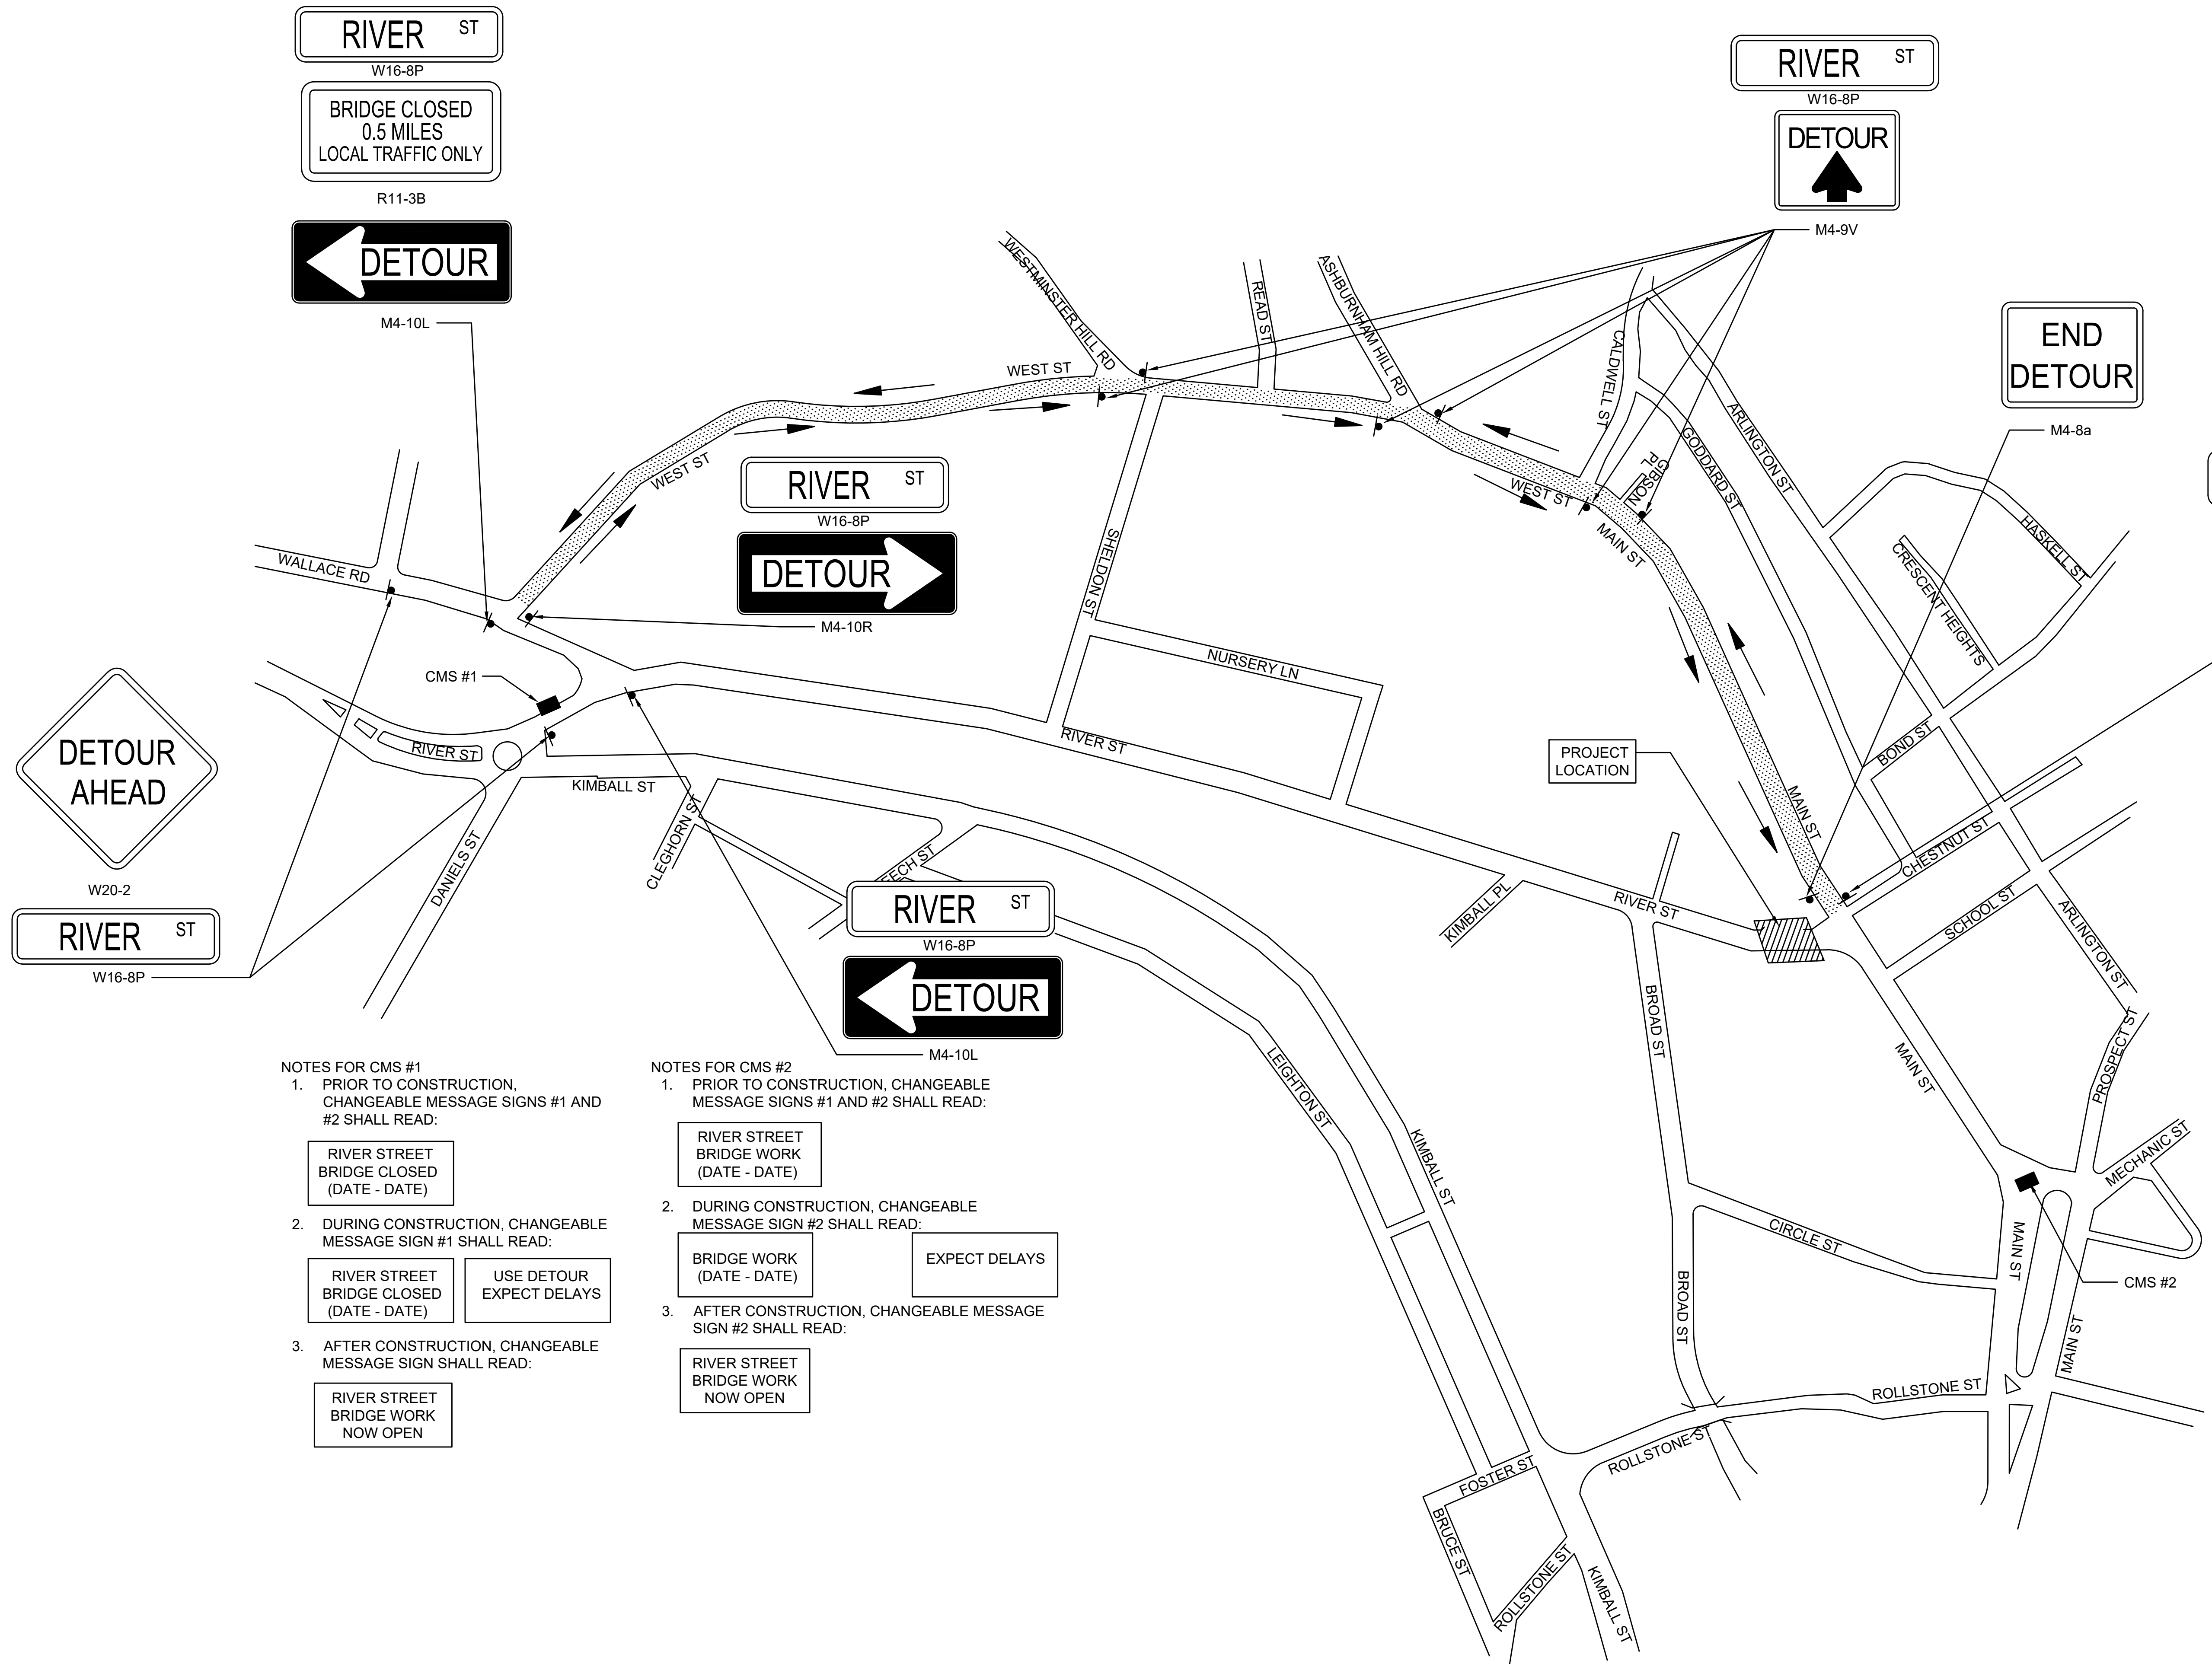 RIVER ST
W16-8P
BRIDGE CLOSED
0.5 MILES
LOCAL TRAFFIC ONLY
R11-3B
DETOUR
M4-10L
RIVER ST
W16-8P
DETOUR
M4-9V
END
DETOUR
M4-8a
WESTMINSTER HILL RD
READ ST
ASHBURNHAM HILL RD
CALDWELL ST
WEST ST
WEST ST
WEST ST
GIBSON
PL
GODDARD ST
ARLINGTON ST
HASKELL ST
CRESCENT HEIGHTS
MAIN ST
RIVER ST
W16-8P
DETOUR
M4-10R
WALLACE RD
SHELDON ST
NURSERY LN
CMS #1
RIVER ST
RIVER ST
KIMBALL ST
DANIELS ST
CLEGHORN ST
EECH ST
DETOUR
AHEAD
W20-2
RIVER ST
W16-8P
PROJECT
LOCATION
BOND ST
MAIN ST
CHESTNUT ST
SCHOOL ST
ARLINGTON ST
KIMBALL PL
RIVER ST
RIVER ST
W16-8P
DETOUR
M4-10L
BROAD ST
MAIN ST
PROSPECT ST
MECHANIC ST
LEIGHTON ST
KIMBALL ST
CIRCLE ST
BROAD ST
MAIN ST
CMS #2
MAIN ST
ROLLSTONE ST
ROLLSTONE ST
FOSTER ST
BRUCE ST
ROLLSTONE ST
KIMBALL ST
NOTES FOR CMS #1
1. PRIOR TO CONSTRUCTION,
CHANGEABLE MESSAGE SIGNS #1 AND
#2 SHALL READ:
RIVER STREET
BRIDGE CLOSED
(DATE - DATE)
2. DURING CONSTRUCTION, CHANGEABLE
MESSAGE SIGN #1 SHALL READ:
RIVER STREET
BRIDGE CLOSED
(DATE - DATE)
USE DETOUR
EXPECT DELAYS
3. AFTER CONSTRUCTION, CHANGEABLE
MESSAGE SIGN SHALL READ:
RIVER STREET
BRIDGE WORK
NOW OPEN
NOTES FOR CMS #2
1. PRIOR TO CONSTRUCTION, CHANGEABLE
MESSAGE SIGNS #1 AND #2 SHALL READ:
RIVER STREET
BRIDGE WORK
(DATE - DATE)
2. DURING CONSTRUCTION, CHANGEABLE
MESSAGE SIGN #2 SHALL READ:
BRIDGE WORK
(DATE - DATE)
EXPECT DELAYS
3. AFTER CONSTRUCTION, CHANGEABLE MESSAGE
SIGN #2 SHALL READ:
RIVER STREET
BRIDGE WORK
NOW OPEN